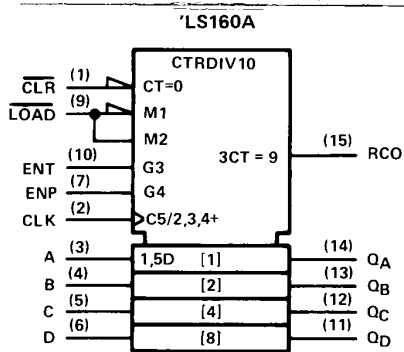 'LS160A
CTRDIV10
CLR (1) CT=0
LOAD (9) M1
M2
(15)
3CT = 9 RCO
ENT (10) G3
ENP (7) G4
CLK (2) C5/2,3,4+
A (3) 1,5D [1] (14) QA
B (4) [2] (13) QB
C (5) [4] (12) QC
D (6) [8] (11) QD